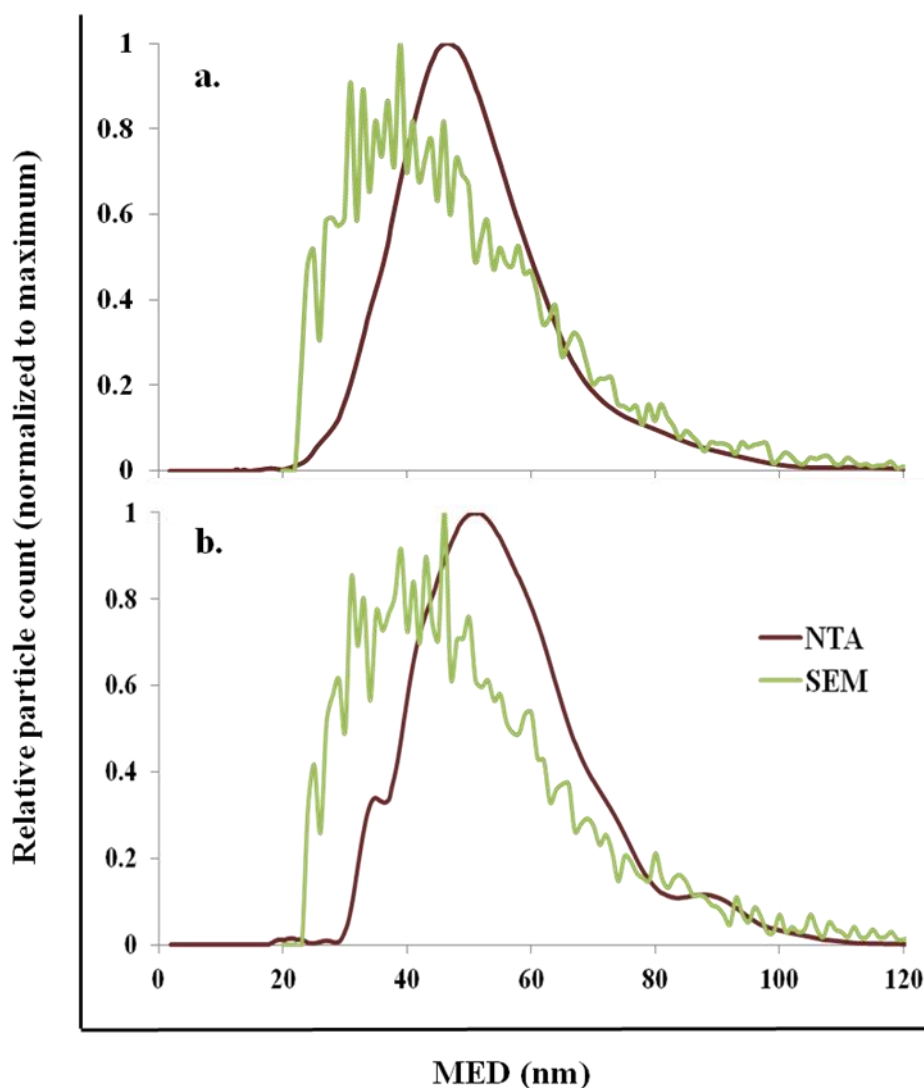 Relative particle count (normalized to maximum)
a.
1
0.8
0.6
0.4
0.2
0
b.
1
0.8
0.6
0.4
0.2
0
NTA
SEM
0 20 40 60 80 100 120
MED (nm)